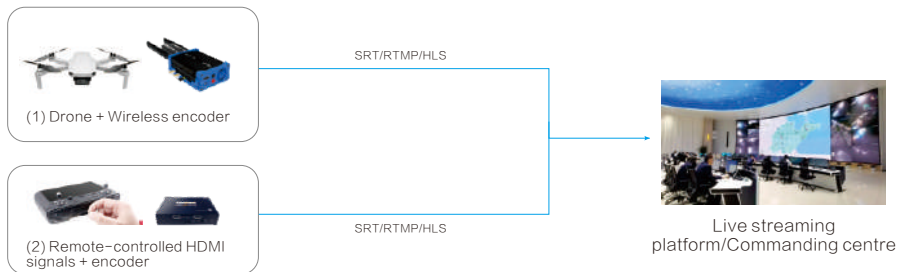 SRT/RTMP/HLS
(1) Drone + Wireless encoder
(2) Remote-controlled HDMI
signals + encoder
SRT/RTMP/HLS
Live streaming
platform/Commanding centre